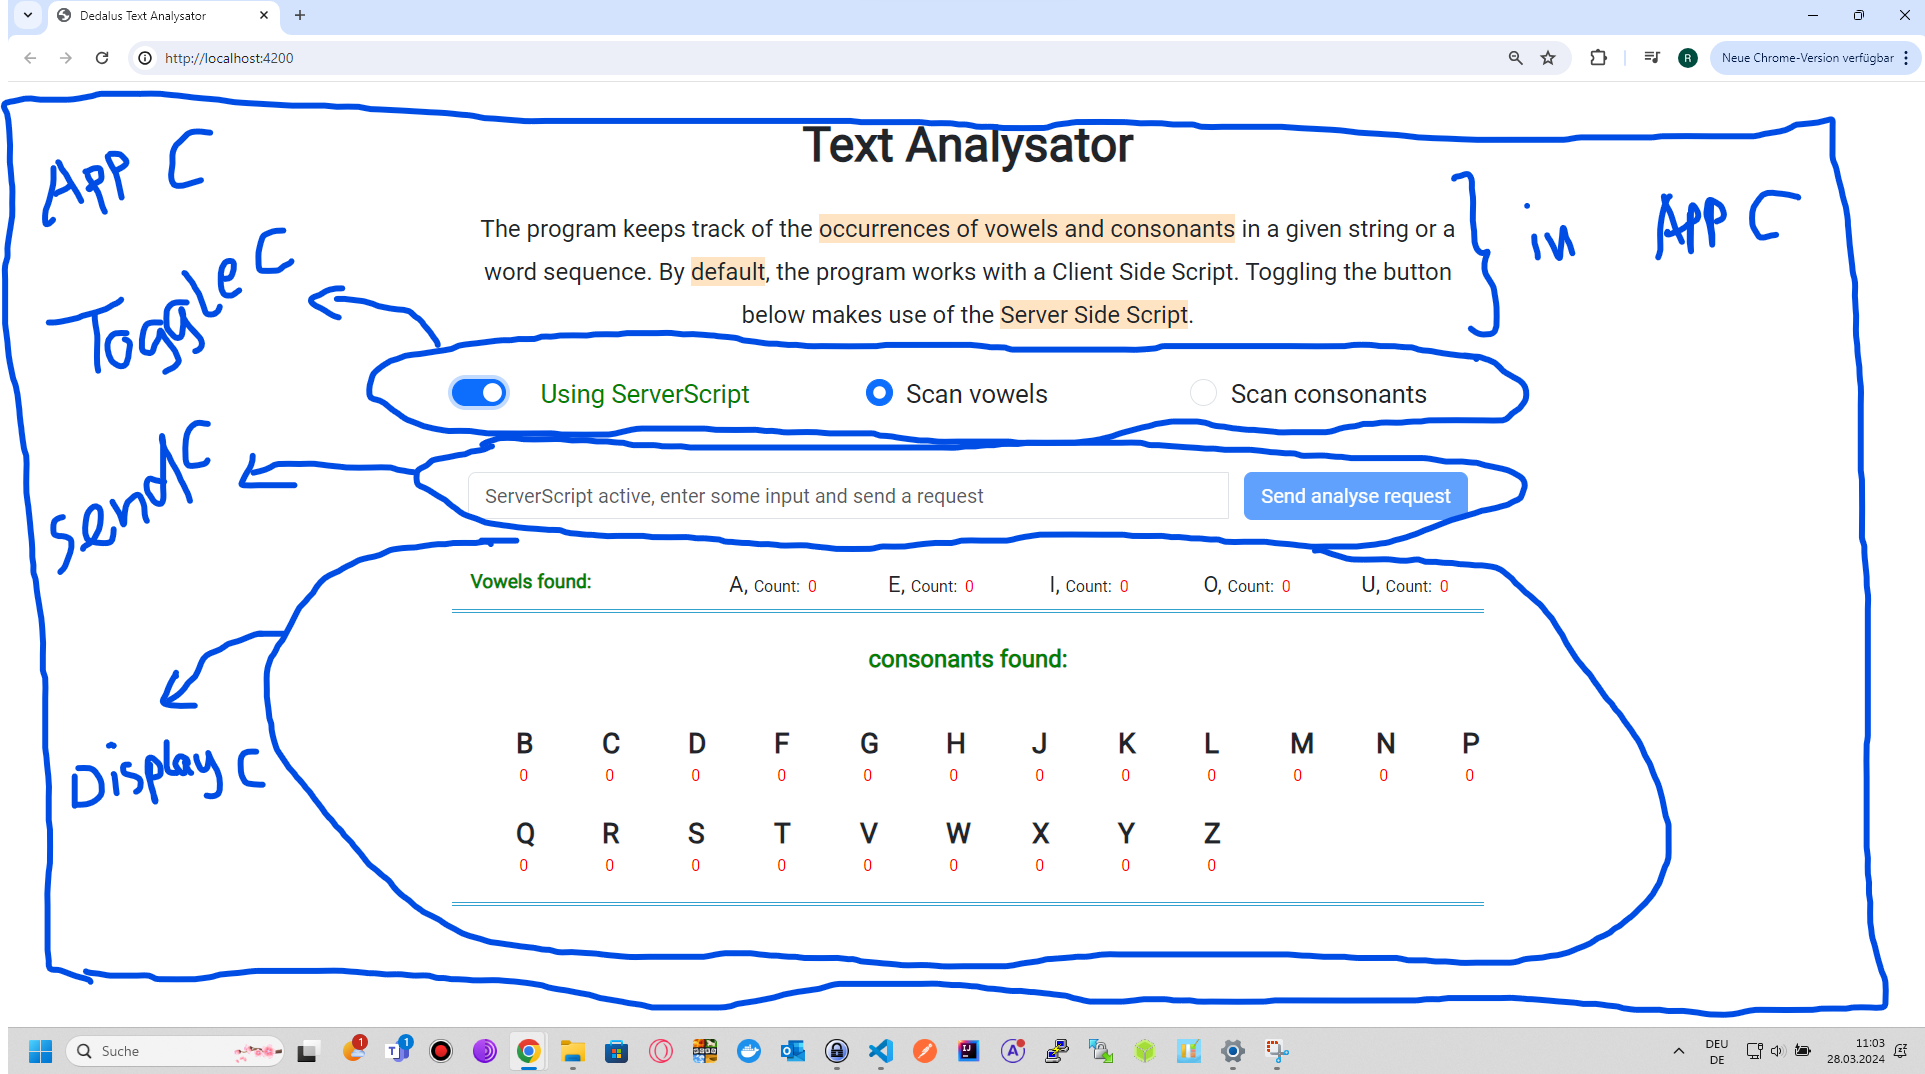 Dedalus Text Analysator
http://localhost:4200
R
Neue Chrome-Version verfügbar
App C
Text Analysator
The program keeps track of the occurrences of vowels and consonants in a given string or a
word sequence. By default, the program works with a Client Side Script. Toggling the button
below makes use of the Server Side Script.
in App C
Toggle C
Using ServerScript Scan vowels Scan consonants
Send C
ServerScript active, enter some input and send a request Send analyse request
Vowels found: A, Count: 0 E, Count: 0 I, Count: 0 O, Count: 0 U, Count: 0
consonants found:
Display C
B C D F G H J K L M N P
0 0 0 0 0 0 0 0 0 0 0 0
Q R S T V W X Y Z
0 0 0 0 0 0 0 0 0
Suche
1
1
DEU
DE
11:03
28.03.2024